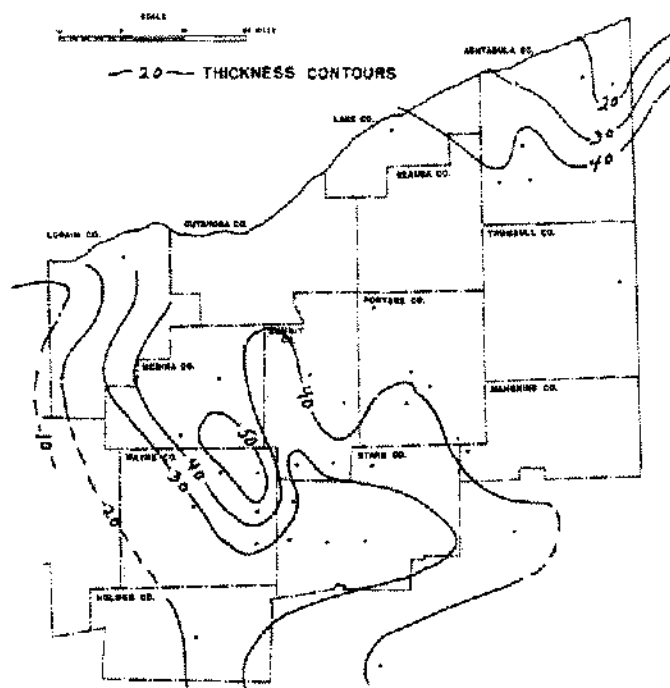 SCALE
— 20 — THICKNESS CONTOURS
ASHTABULA CO.
20
LAKE CO.
30
40
GEAUGA CO.
CUYAHOGA CO.
LORAIN CO.
TRUMBULL CO.
PORTAGE CO.
SUMMIT CO.
MEDINA CO.
40
MAHONING CO.
50
10
WAYNE CO.
40
30
STARK CO.
20
HOLMES CO.